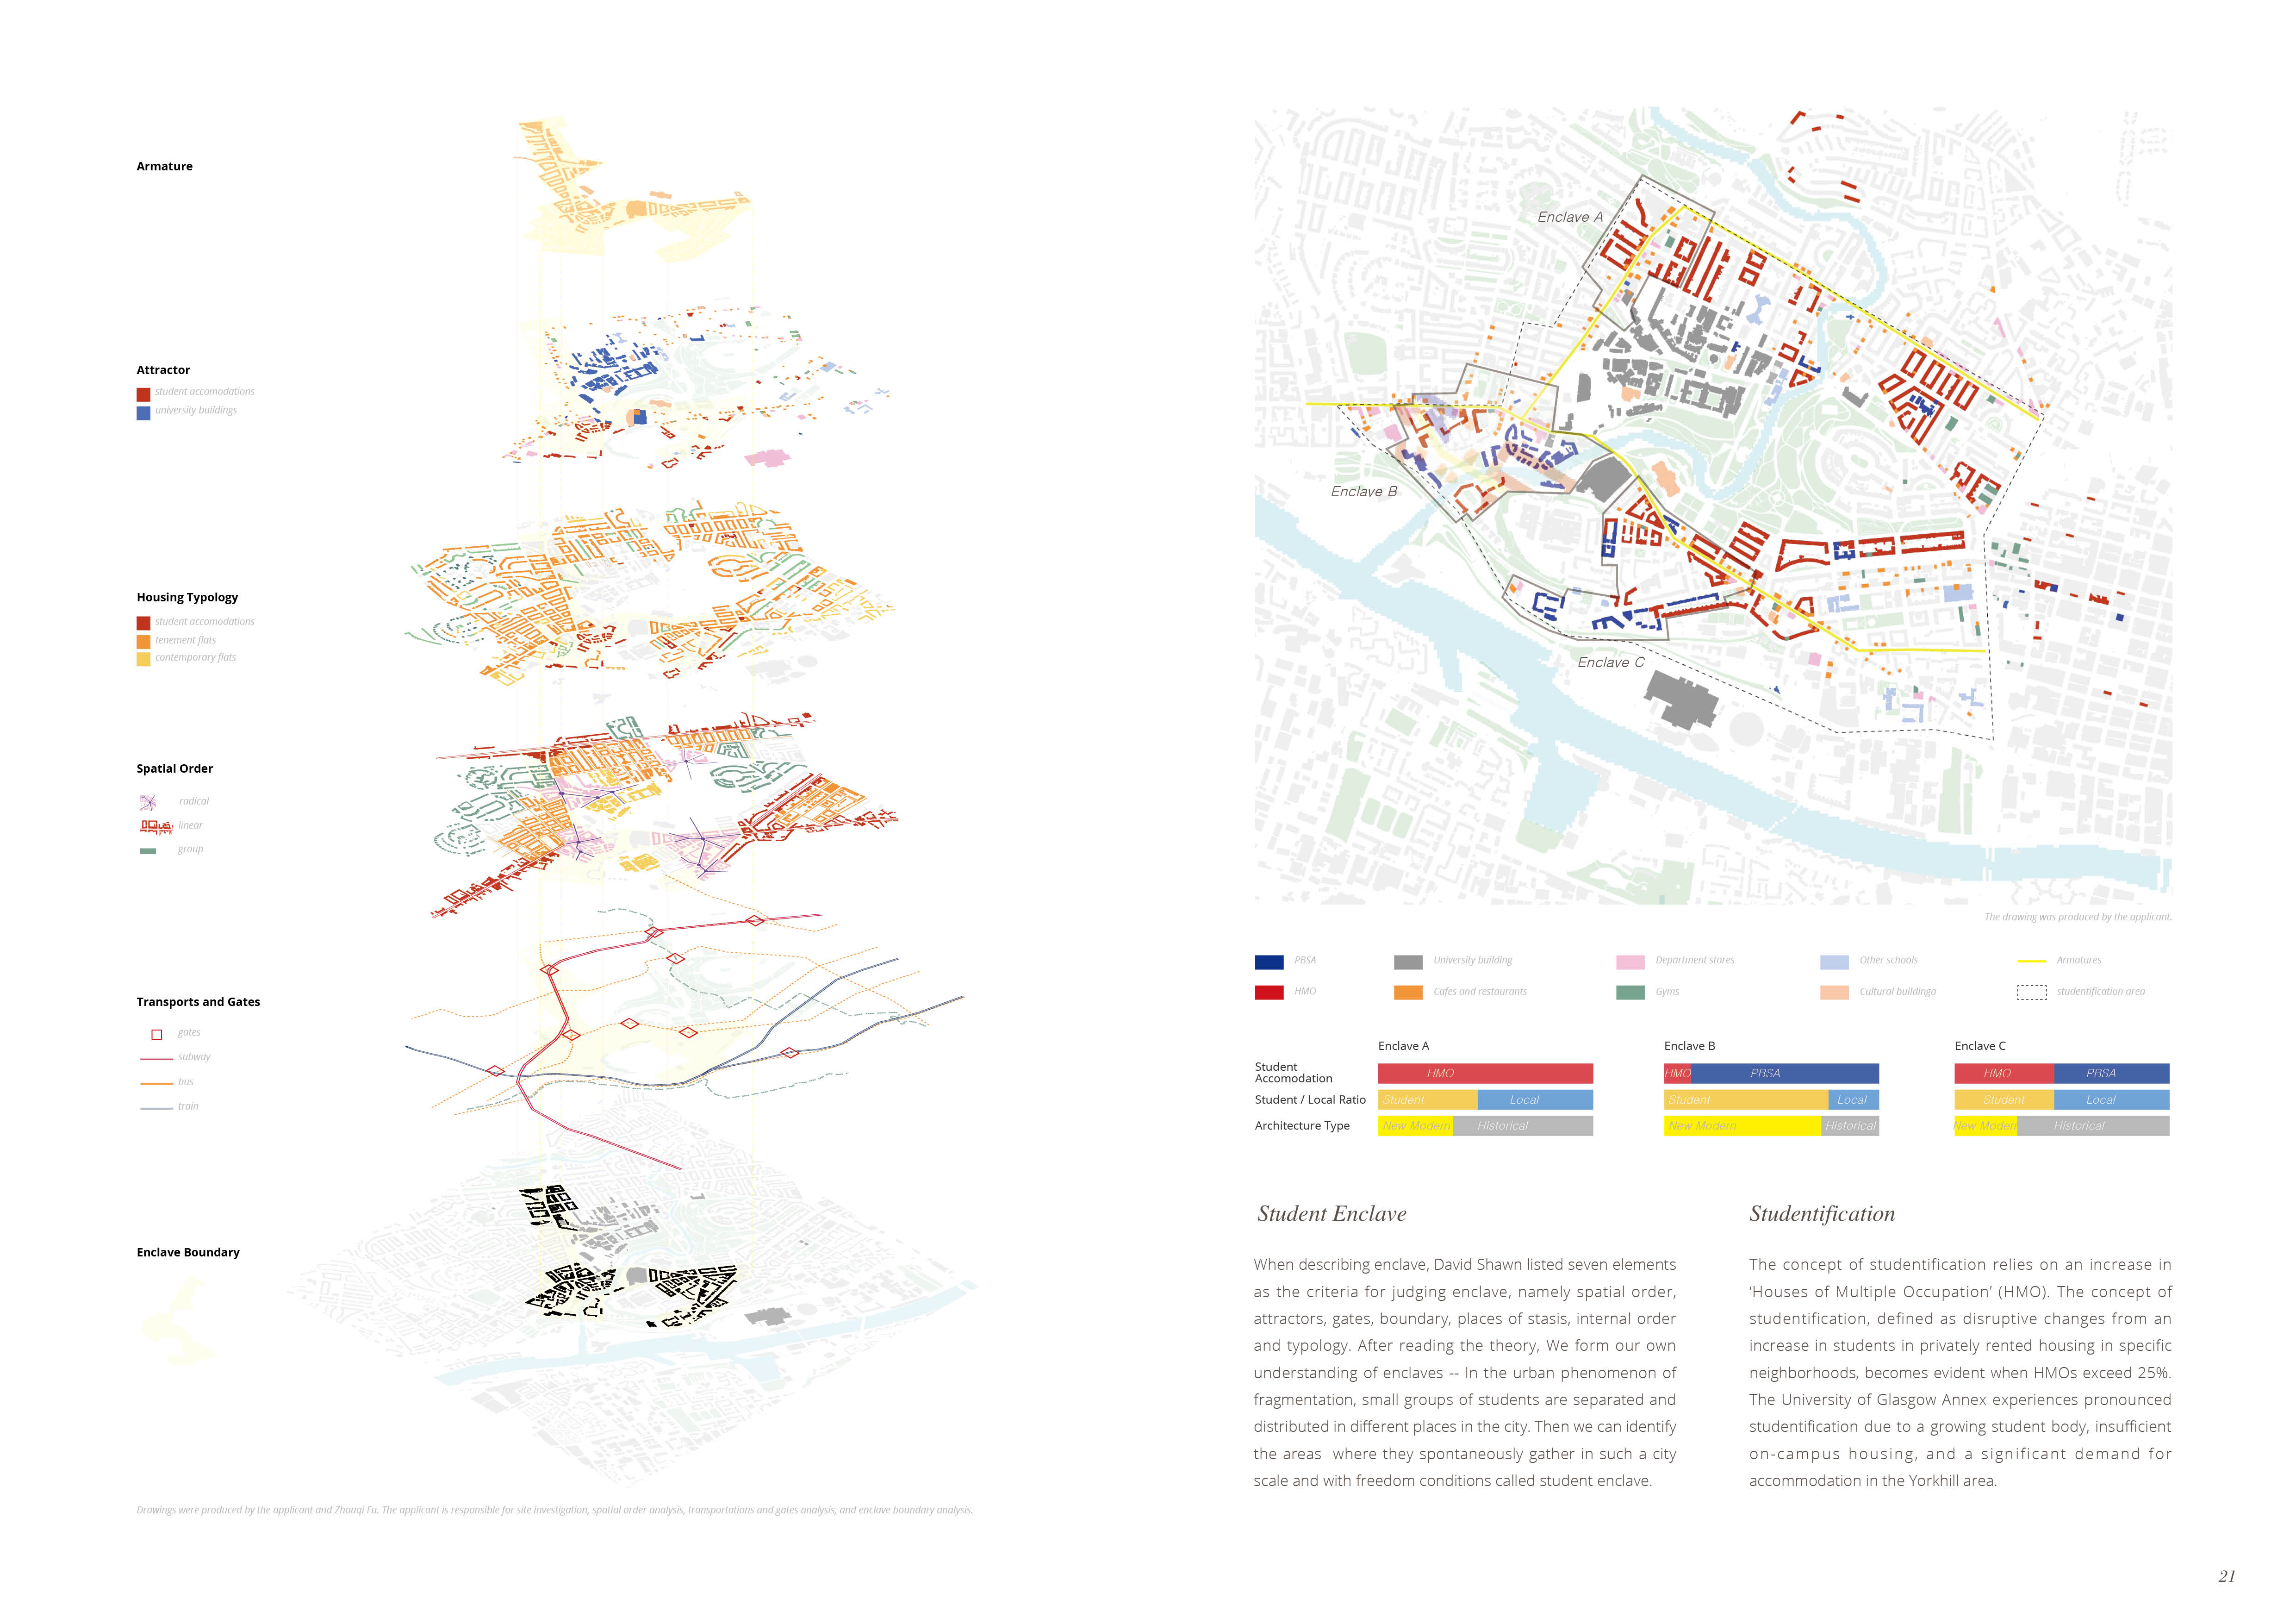 Armature
Attractor
student accomodations
university buildings
Housing Typology
student accomodations
tenement flats
contemporary flats
Spatial Order
radical
linear
group
Transports and Gates
gates
subway
bus
train
Enclave Boundary
Drawings were produced by the applicant and Zhouqi Fu. The applicant is responsible for site investigation, spatial order analysis, transportations and gates analysis, and enclave boundary analysis.
Enclave A
Enclave B
Enclave C
The drawing was produced by the applicant.
PBSA
University building
Department stores
Other schools
Armatures
HMO
Cafes and restaurants
Gyms
Cultural buildinga
studentification area
Enclave A
Enclave B
Enclave C
Student
Accomodation
HMO
HMO
PBSA
HMO
PBSA
Student / Local Ratio
Student
Local
Student
Local
Student
Local
Architecture Type
New Modern
Historical
New Modern
Historical
New Modern
Historical
Student Enclave
When describing enclave, David Shawn listed seven elements
as the criteria for judging enclave, namely spatial order,
attractors, gates, boundary, places of stasis, internal order
and typology. After reading the theory, We form our own
understanding of enclaves -- In the urban phenomenon of
fragmentation, small groups of students are separated and
distributed in different places in the city. Then we can identify
the areas where they spontaneously gather in such a city
scale and with freedom conditions called student enclave.
Studentification
The concept of studentification relies on an increase in
‘Houses of Multiple Occupation’ (HMO). The concept of
studentification, defined as disruptive changes from an
increase in students in privately rented housing in specific
neighborhoods, becomes evident when HMOs exceed 25%.
The University of Glasgow Annex experiences pronounced
studentification due to a growing student body, insufficient
on-campus housing, and a significant demand for
accommodation in the Yorkhill area.
21